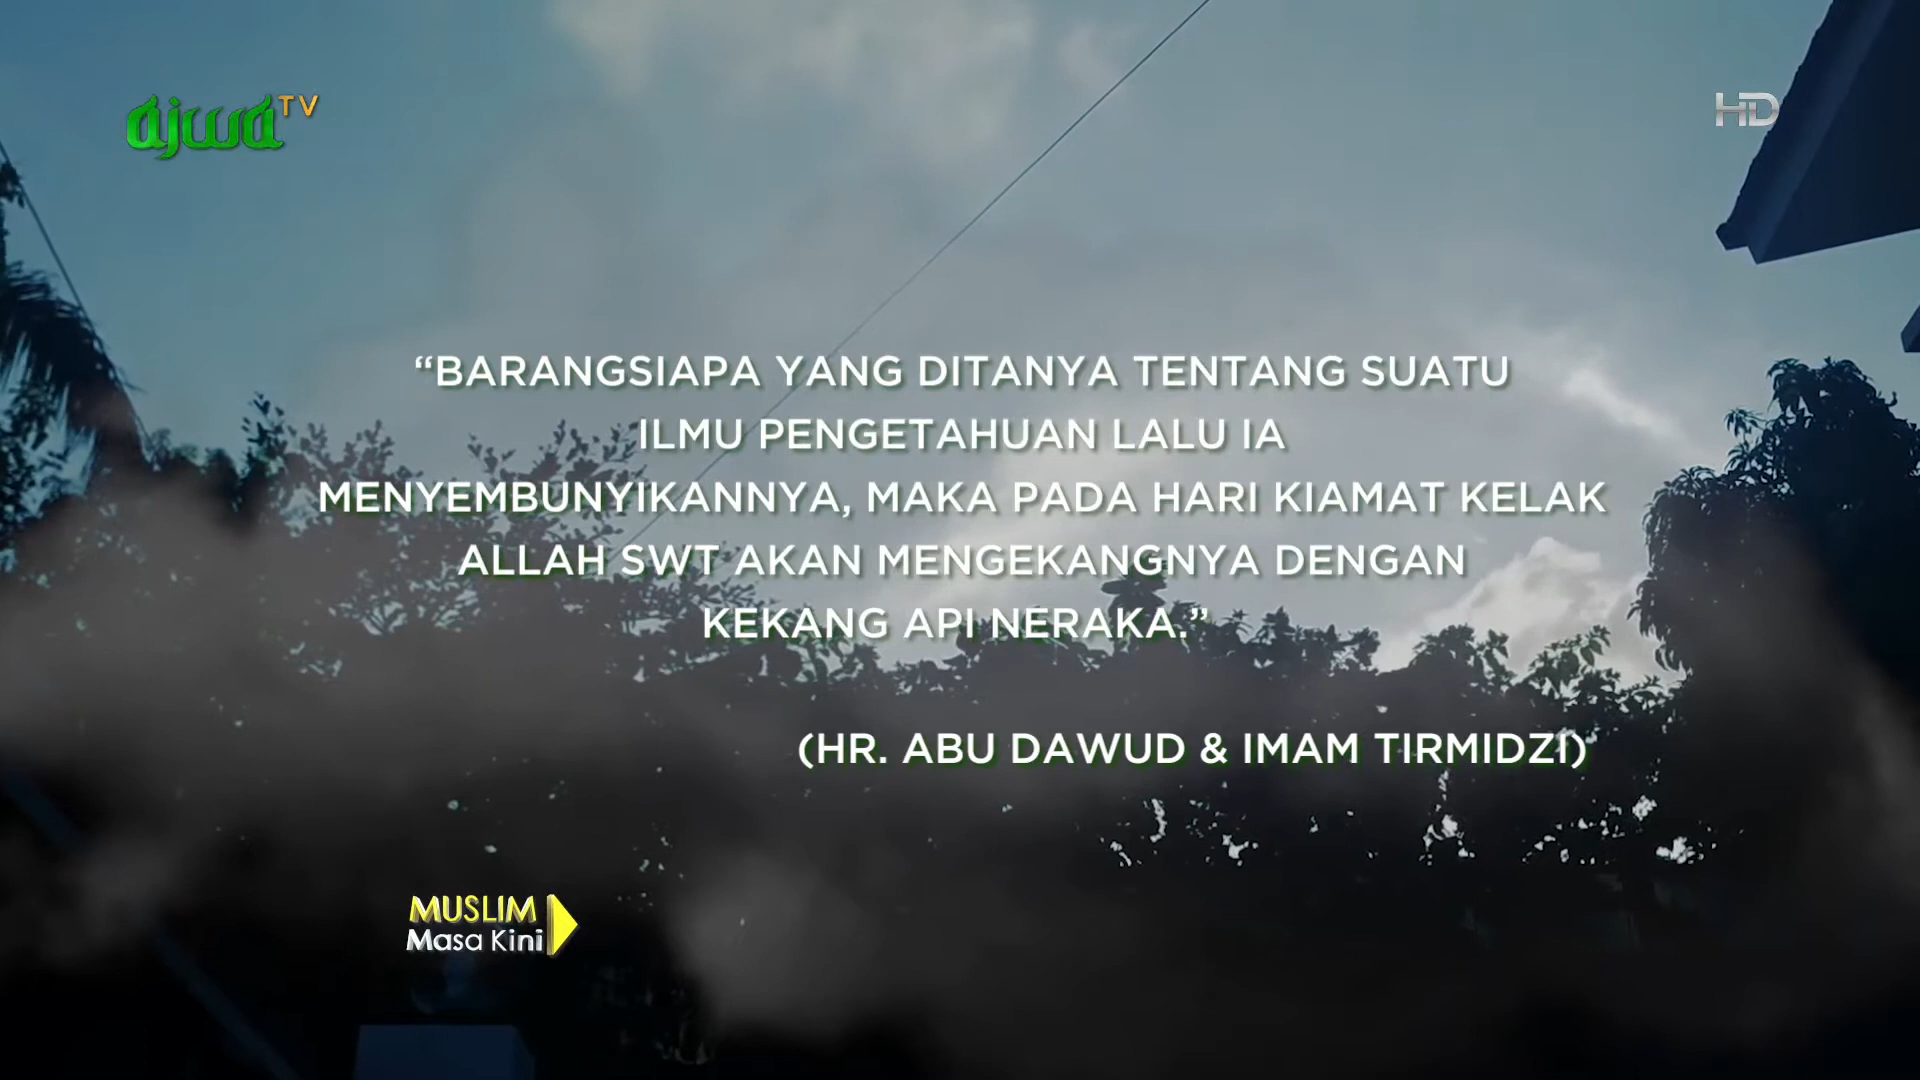 ajwa TV
HD
“BARANGSIAPA YANG DITANYA TENTANG SUATU
ILMU PENGETAHUAN LALU IA
MENYEMBUNYIKANNYA, MAKA PADA HARI KIAMAT KELAK
ALLAH SWT AKAN MENGEKANGNYA DENGAN
KEKANG API NERAKA.”
(HR. ABU DAWUD & IMAM TIRMIDZI)
MUSLIM
Masa Kini